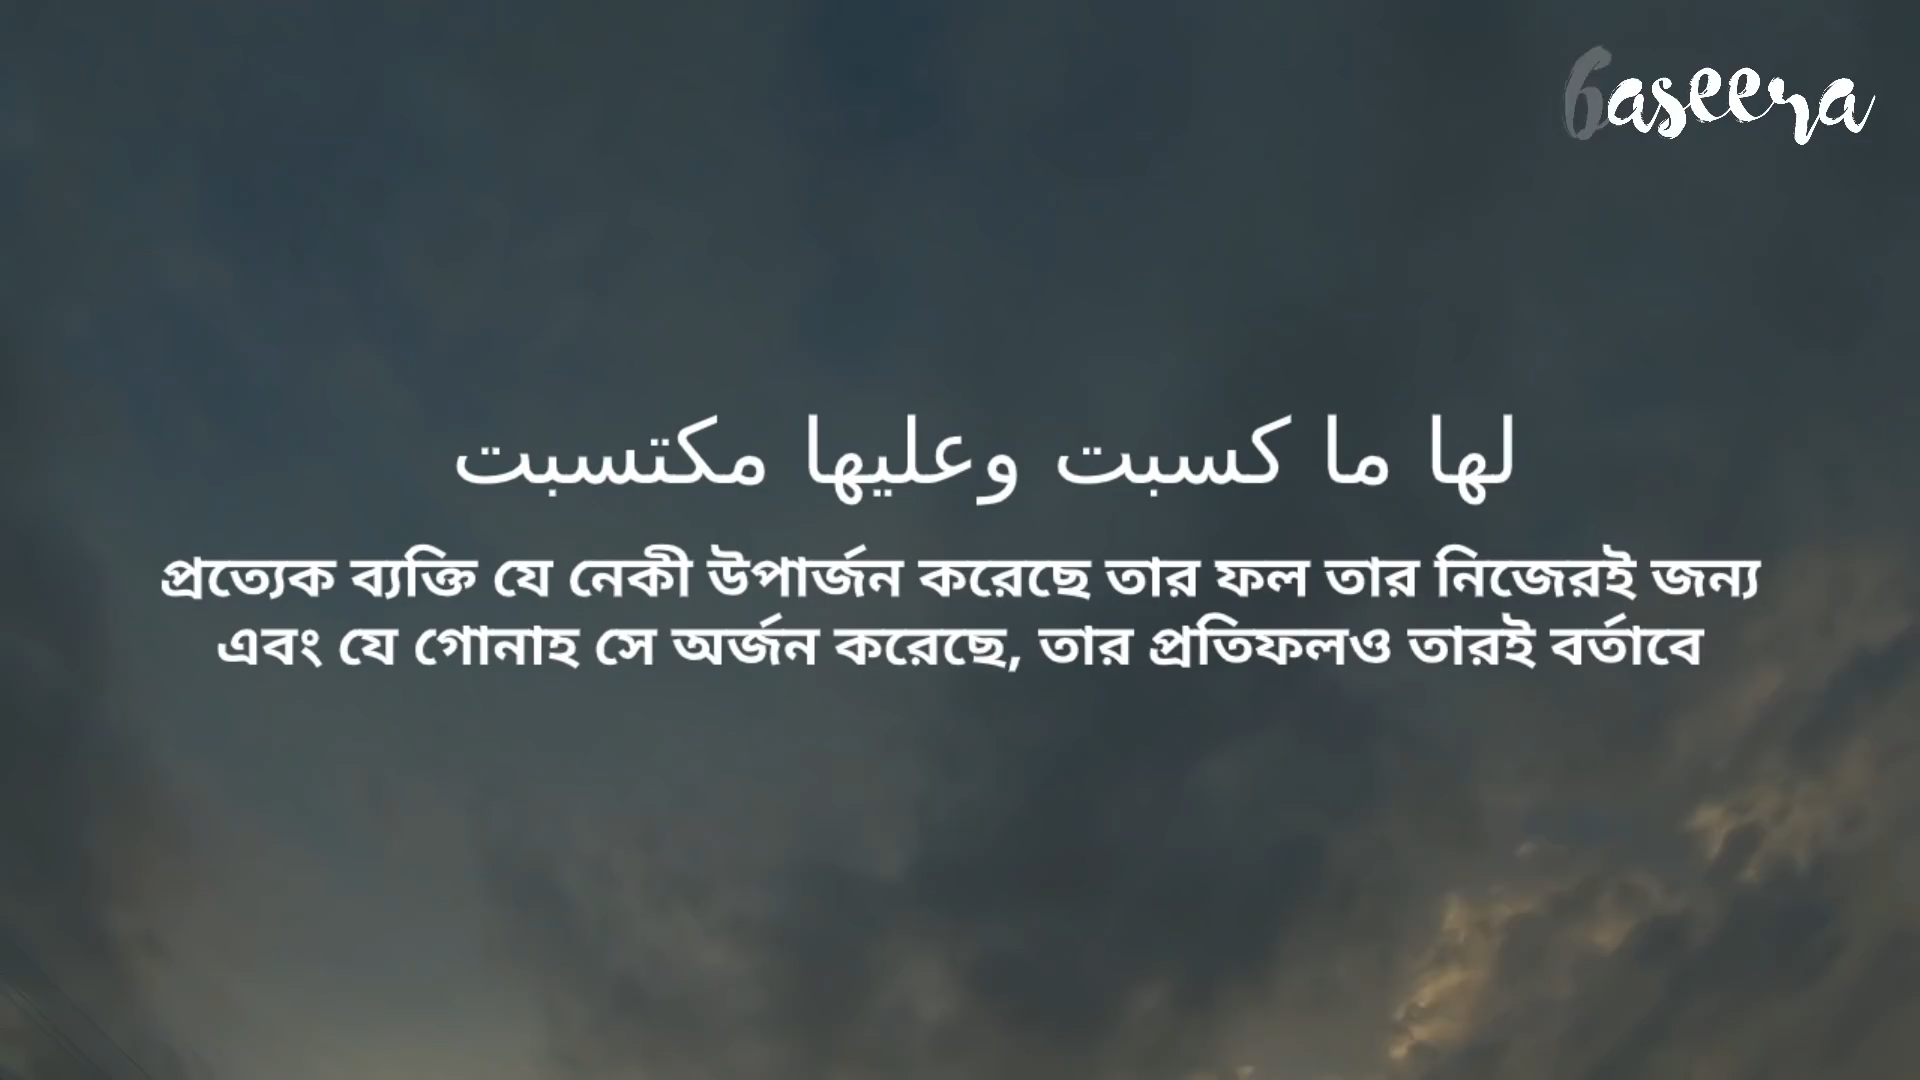 baseera
لها ما كسبت وعليها مكتسبت
প্রত্যেক ব্যক্তি যে নেকী উপার্জন করেছে তার ফল তার নিজেরই জন্য
এবং যে গোনাহ সে অর্জন করেছে, তার প্রতিফলও তারই বর্তাবে